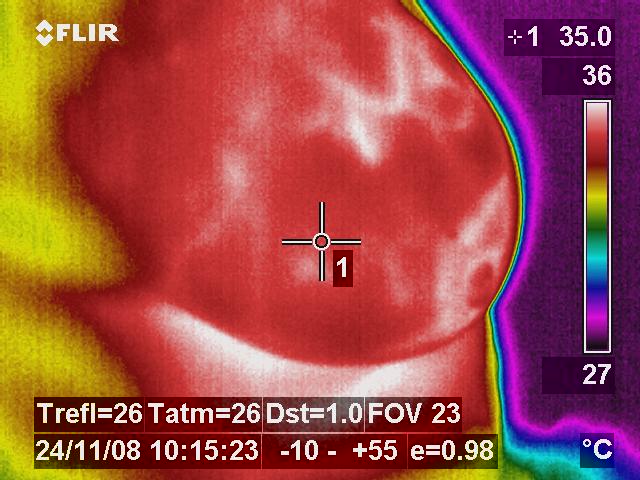 FLIR
1 35.0
36
1
27
Trefl=26 Tatm=26 Dst=1.0 FOV 23
24/11/08 10:15:23 -10 - +55 e=0.98 °C